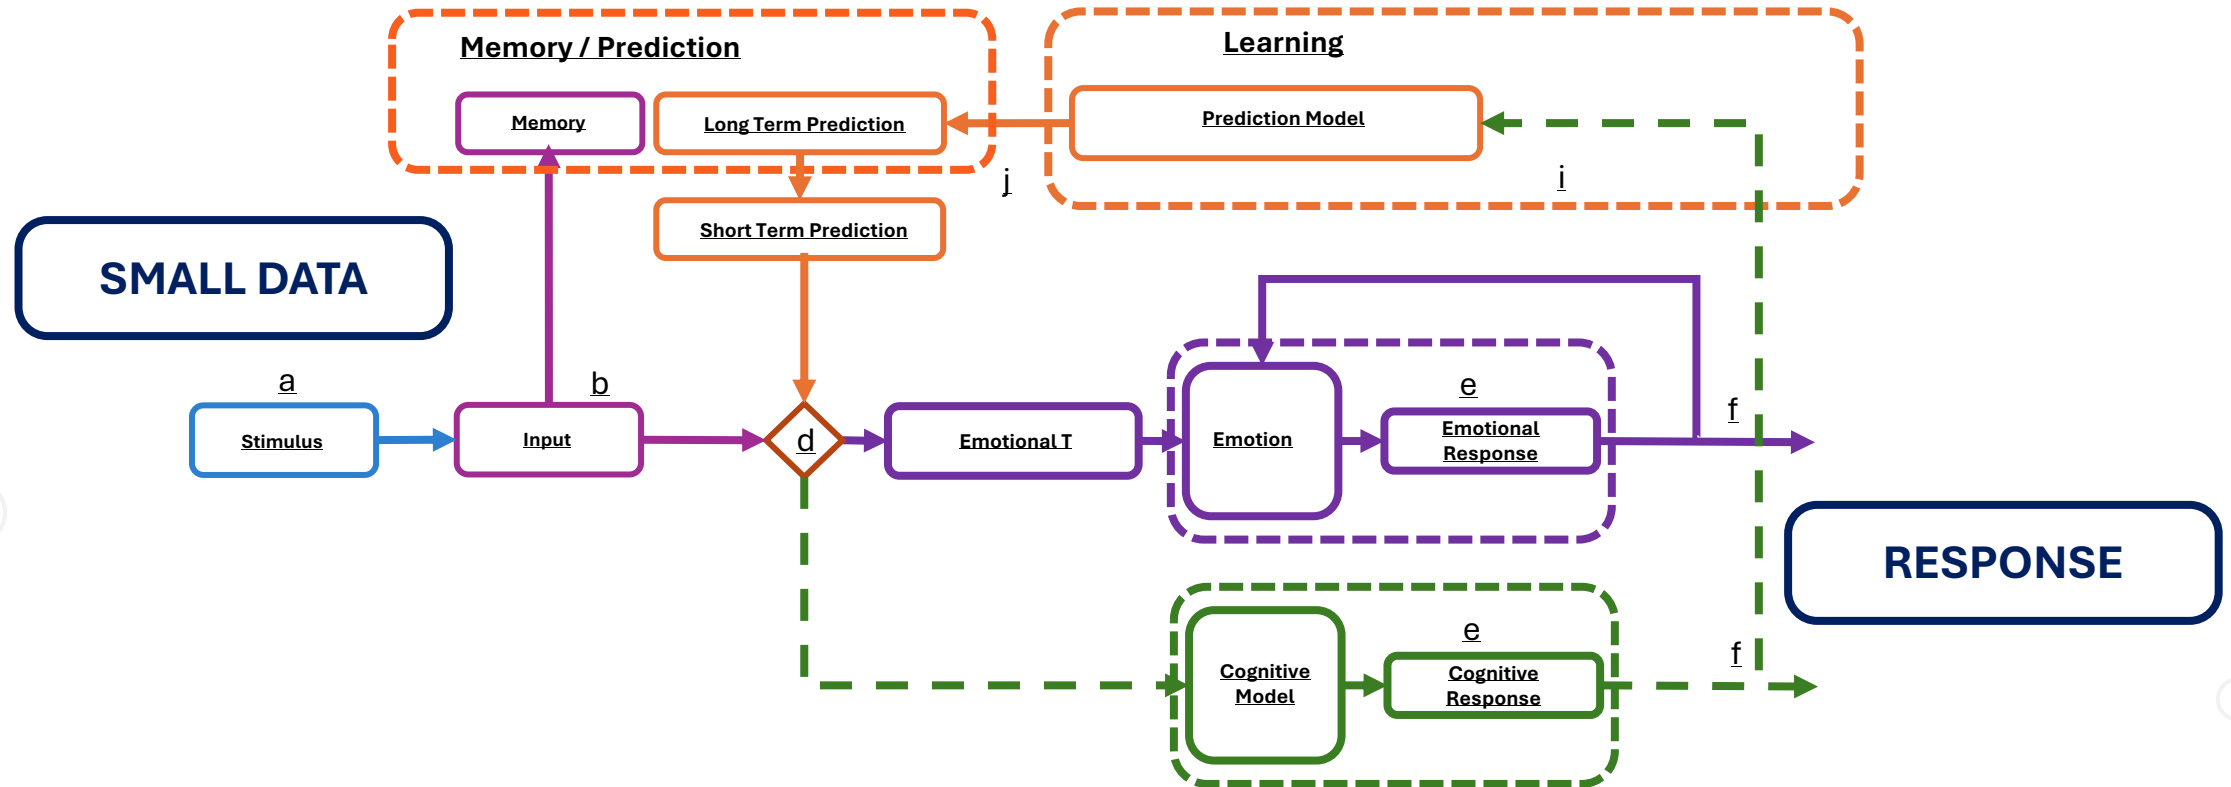 Memory / Prediction
Learning
Memory
Long Term Prediction
Prediction Model
j
i
Short Term Prediction
SMALL DATA
a
b
e
f
Stimulus
Input
d
Emotional T
Emotion
Emotional
Response
RESPONSE
e
f
Cognitive
Model
Cognitive
Response